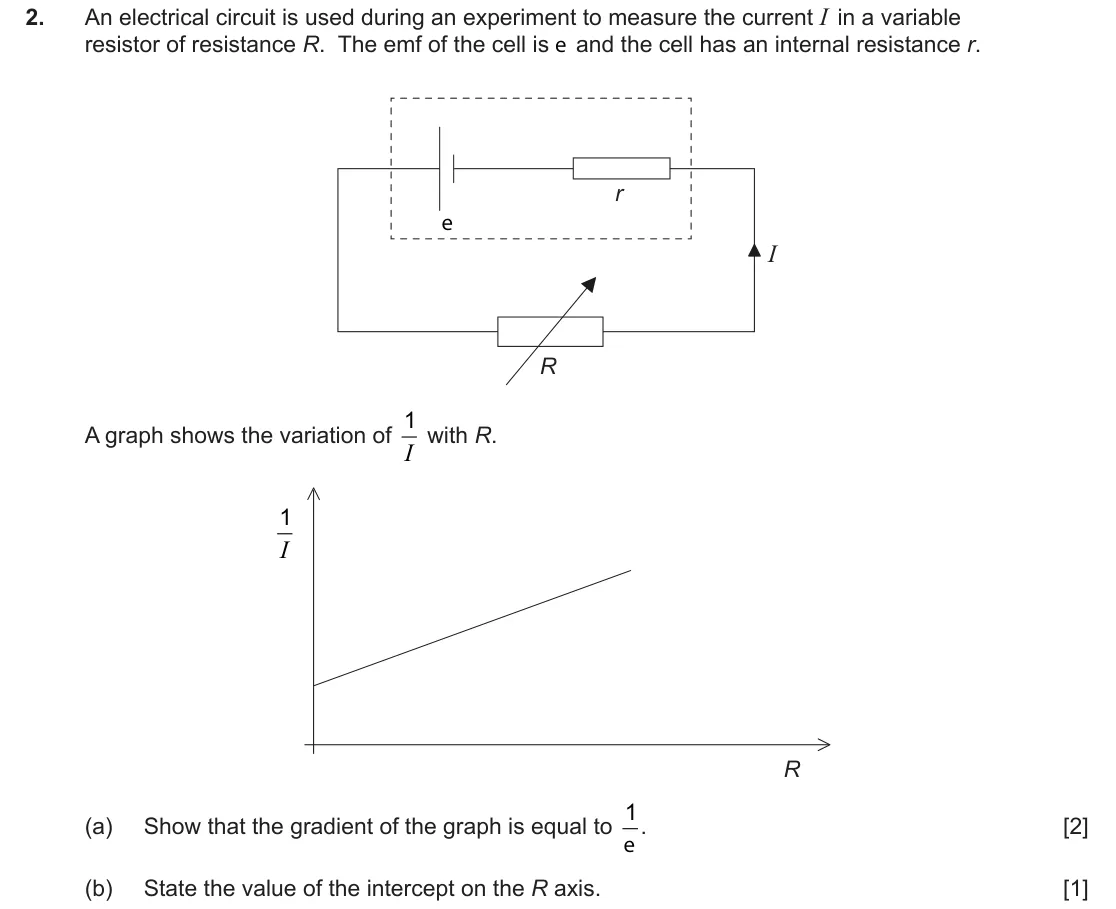 2. An electrical circuit is used during an experiment to measure the current I in a variable
resistor of resistance R. The emf of the cell is e and the cell has an internal resistance r.
r
e
I
R
A graph shows the variation of 1/I with R.
1/I
R
(a) Show that the gradient of the graph is equal to 1/e. [2]
(b) State the value of the intercept on the R axis. [1]